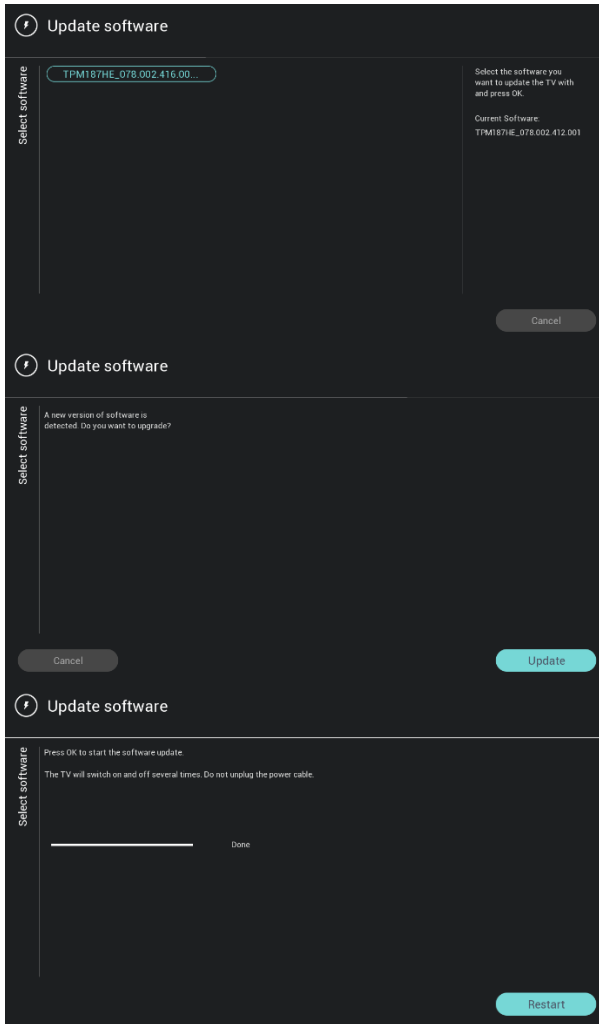 Update software
Select software
TPM187HE_078.002.416.00...
Select the software you
want to update the TV with
and press OK.
Current Software:
TPM187HE_078.002.412.001
Cancel
Update software
Select software
A new version of software is
detected. Do you want to upgrade?
Cancel
Update
Update software
Select software
Press OK to start the software update.
The TV will switch on and off several times. Do not unplug the power cable.
Done
Restart